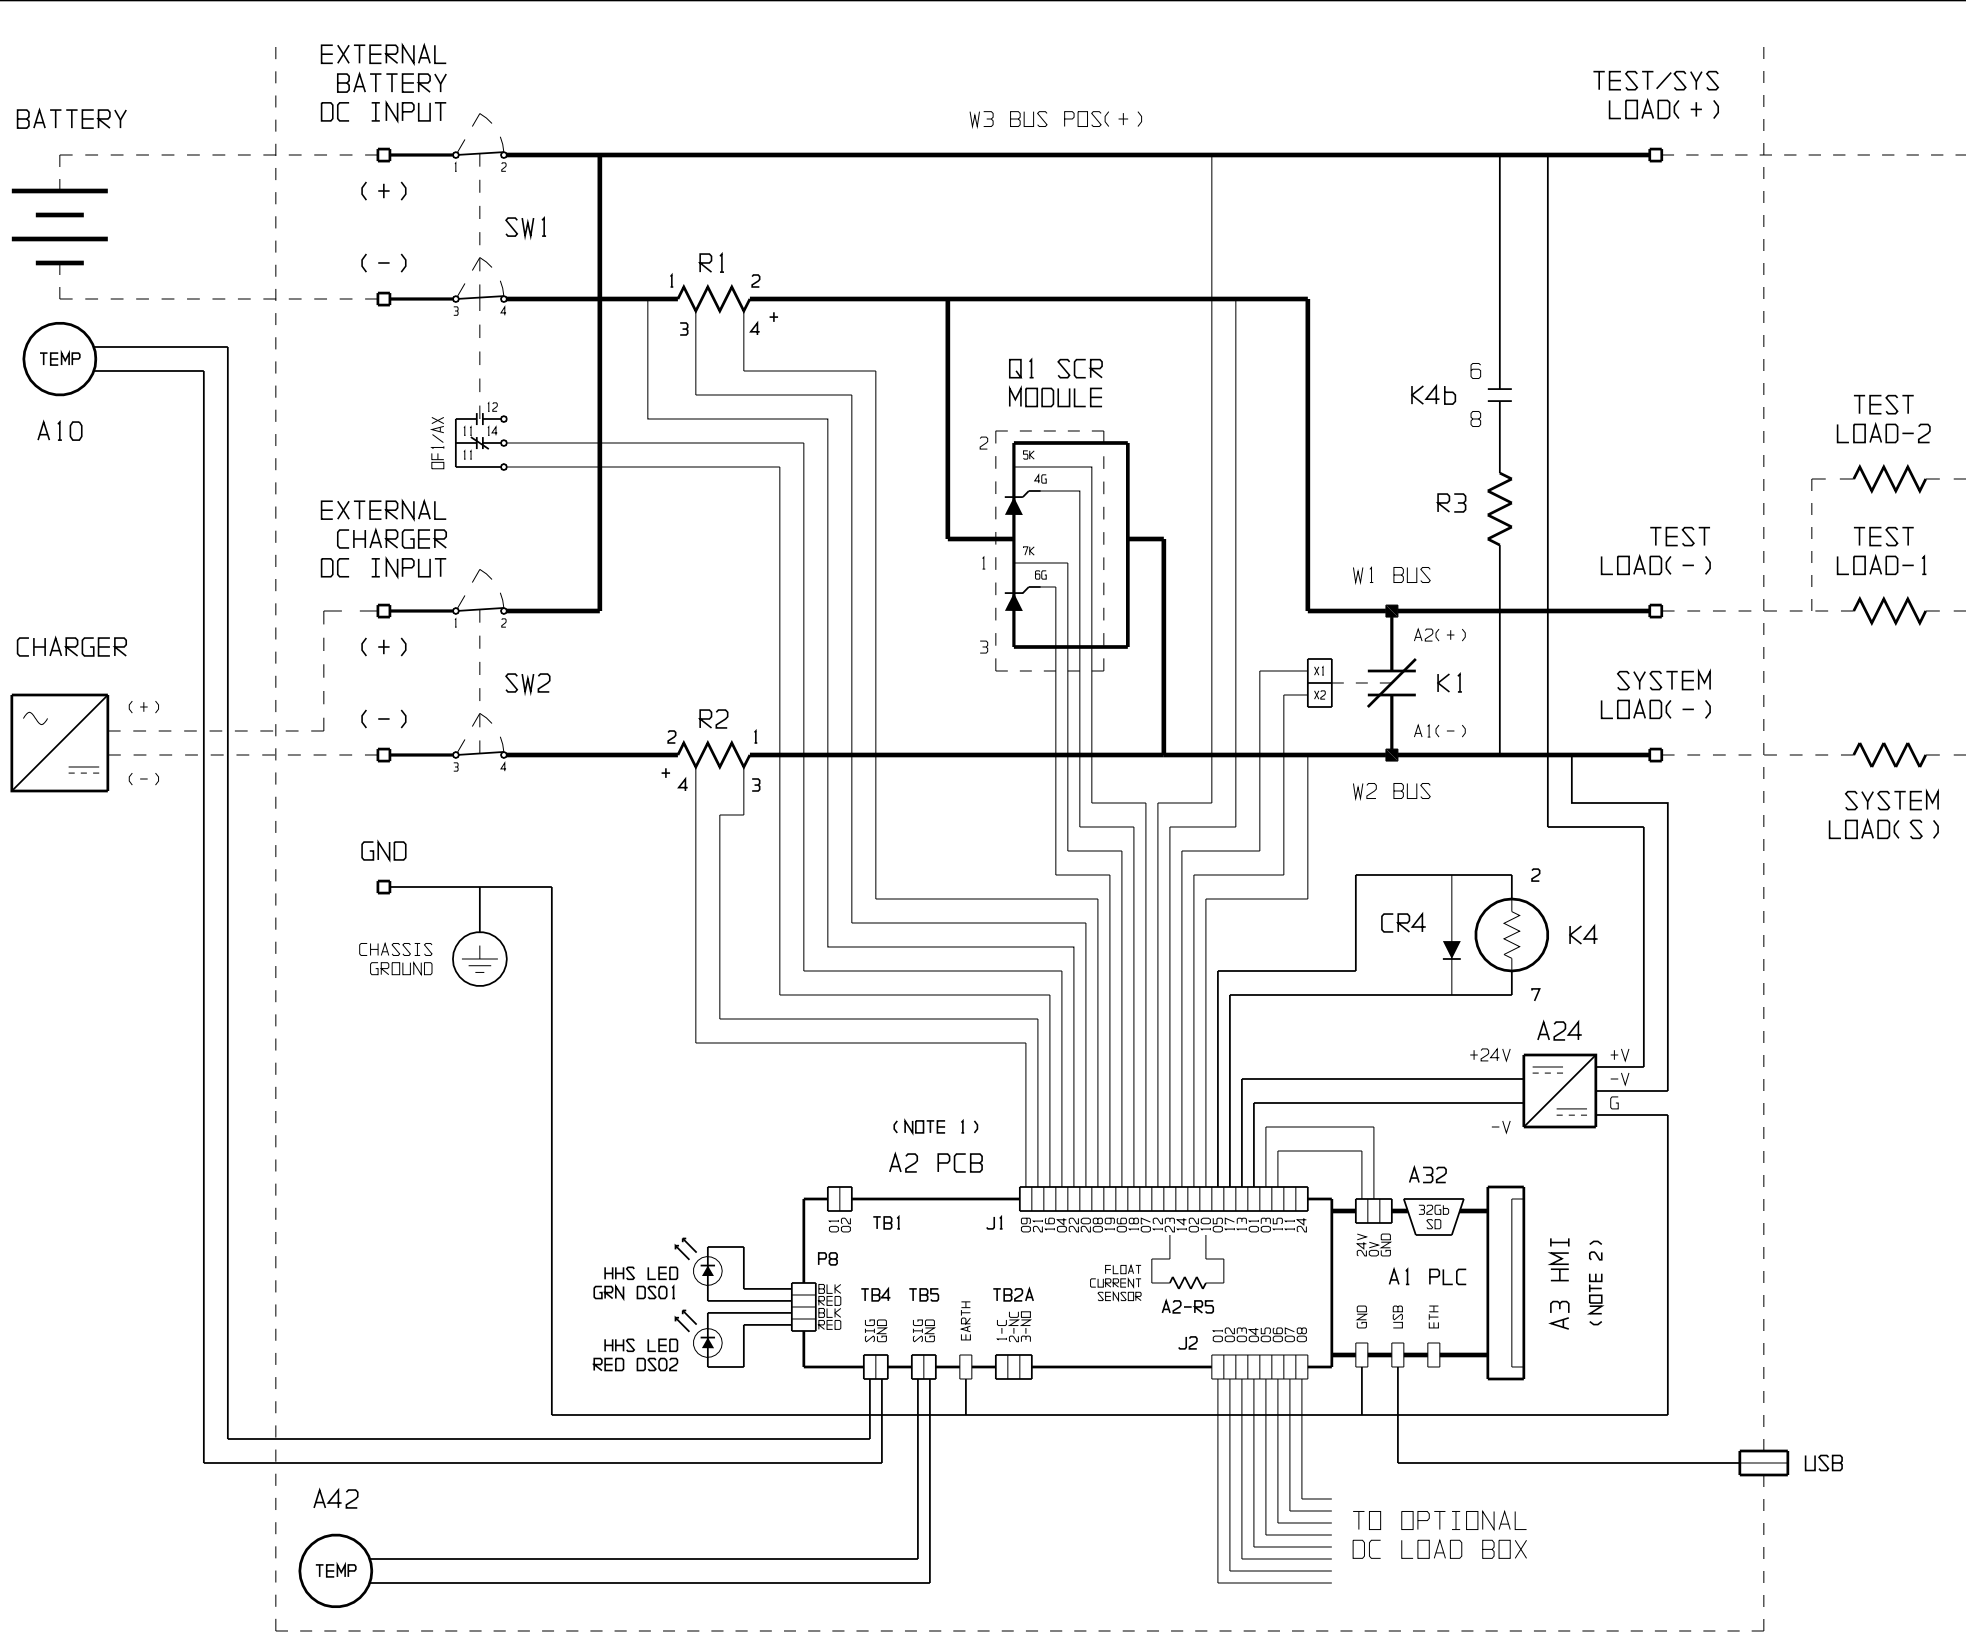 EXTERNAL
BATTERY
DC INPUT
TEST/SYS
LOAD(+)
BATTERY
W3 BUS POS(+)
1
2
(+)
SW1
(-)
R1
1
2
3
4
3
4
+
TEMP
A10
Q1 SCR
MODULE
6
K4b
8
TEST
LOAD-2
OF1/AX
12
11
14
11
2
5K
4G
R3
EXTERNAL
CHARGER
DC INPUT
TEST
LOAD(-)
TEST
LOAD-1
7K
1
6G
W1 BUS
1
2
A2(+)
CHARGER
(+)
3
X1
X2
K1
SW2
SYSTEM
LOAD(-)
(+)
(-)
R2
2
1
A1(-)
3
4
+
4
3
(-)
W2 BUS
SYSTEM
LOAD(S)
GND
2
CR4
K4
CHASSIS
GROUND
7
A24
+24V
+V
-V
G
-V
(NOTE 1)
A2 PCB
A32
32Gb
SD
01
02
TB1
J1
09
21
16
04
22
20
08
19
06
18
07
12
23
14
02
10
05
17
13
01
03
15
11
24
24V
0V
GND
P8
HHS LED
GRN DS01
BLK
RED
BLK
RED
FLOAT
CURRENT
SENSOR
A2-R5
A1 PLC
A3 HMI
(NOTE 2)
TB4
TB5
TB2A
HHS LED
RED DS02
SIG
GND
SIG
GND
EARTH
1-C
2-NC
3-NO
J2
01
02
03
04
05
06
07
08
GND
USB
ETH
USB
A42
TO OPTIONAL
DC LOAD BOX
TEMP